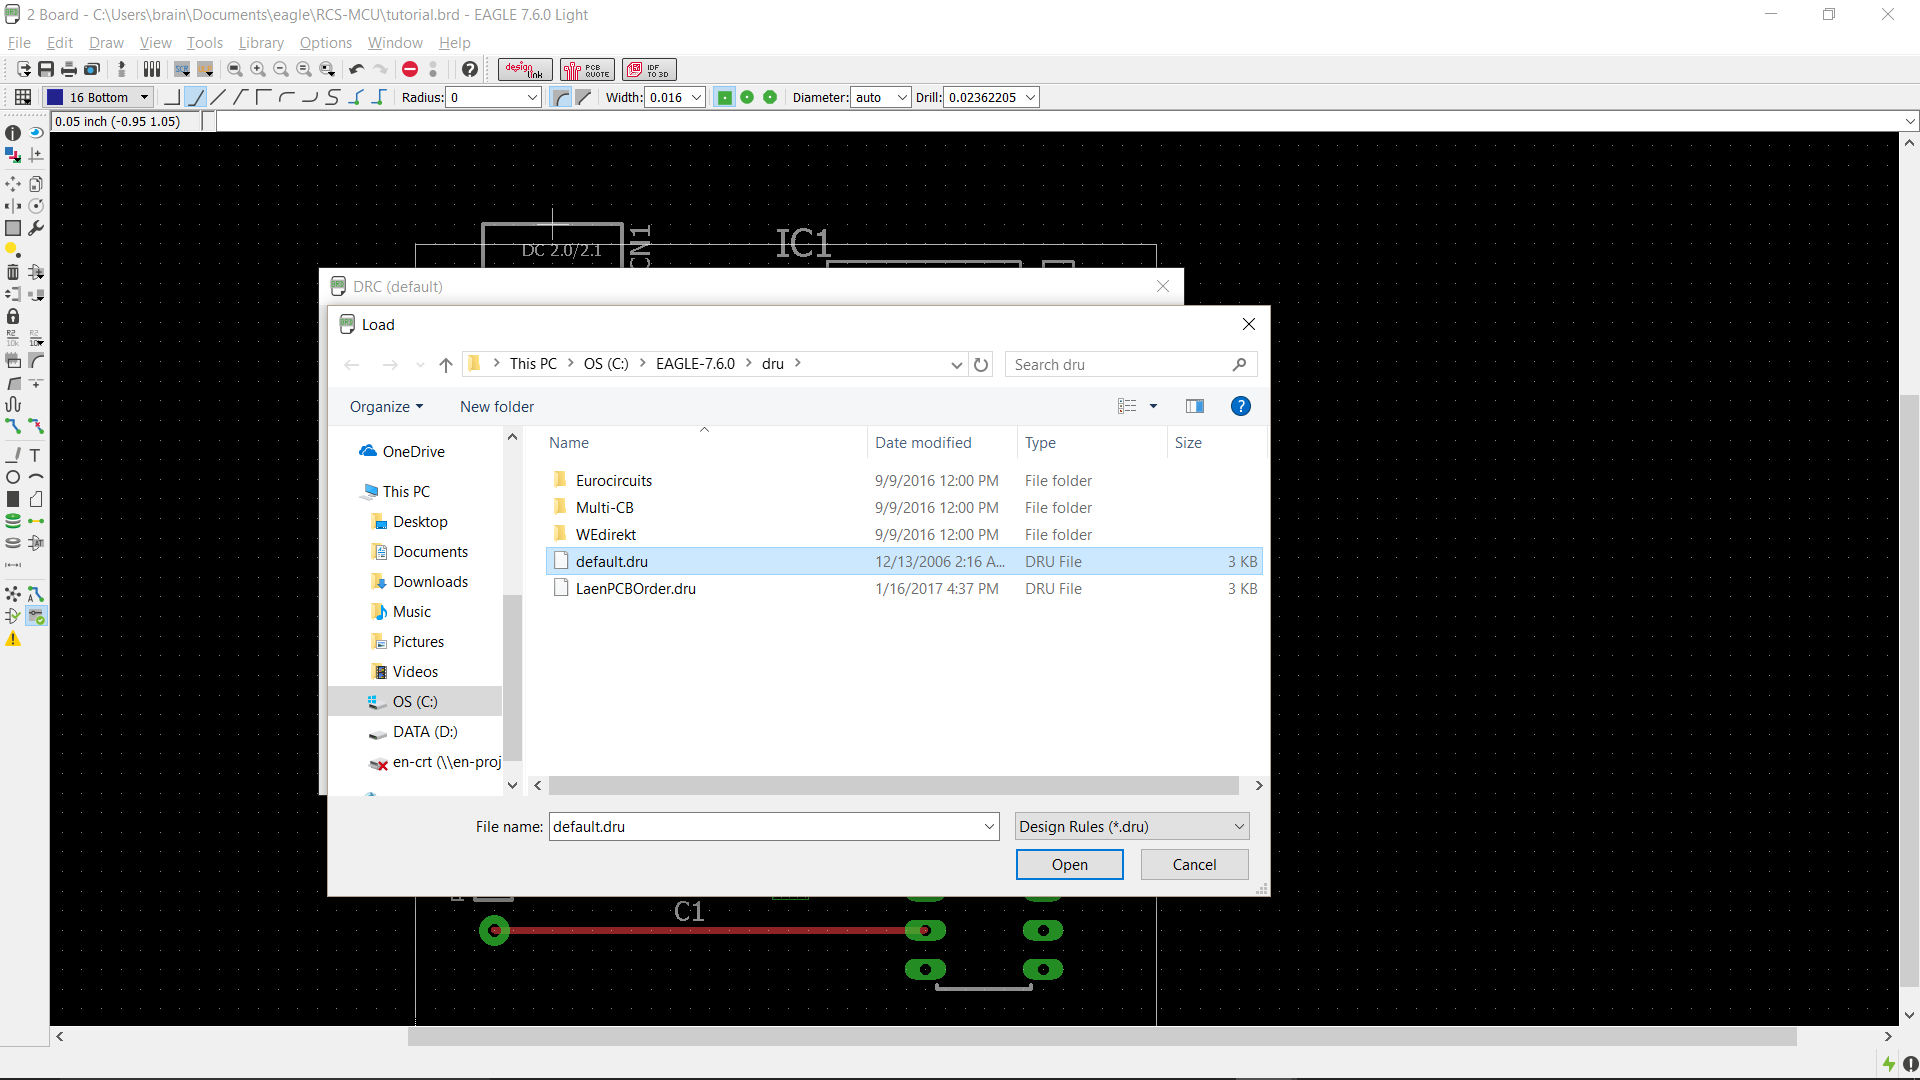 2 Board - C:\Users\brain\Documents\eagle\RCS-MCU\tutorial.brd - EAGLE 7.6.0 Light
File Edit Draw View Tools Library Options Window Help
design link PCB QUOTE IDF TO 3D
16 Bottom Radius: 0 Width: 0.016 Diameter: auto Drill: 0.02362205
0.05 inch (-0.95 1.05)
DC 2.0/2.1
CN1
IC1
DRC (default)
Load
This PC OS (C:) EAGLE-7.6.0 dru
Search dru
Organize New folder
Name Date modified Type Size
OneDrive
This PC
Desktop
Documents
Downloads
Music
Pictures
Videos
OS (C:)
DATA (D:)
en-crt (\\en-proj
Eurocircuits 9/9/2016 12:00 PM File folder
Multi-CB 9/9/2016 12:00 PM File folder
WEdirekt 9/9/2016 12:00 PM File folder
default.dru 12/13/2006 2:16 A... DRU File 3 KB
LaenPCBOrder.dru 1/16/2017 4:37 PM DRU File 3 KB
File name: default.dru Design Rules (*.dru)
Open Cancel
C1